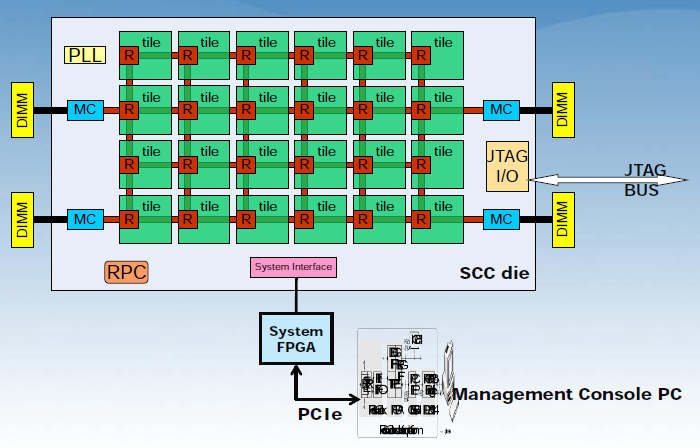 tile tile tile tile tile tile
PLL
R R R R R R
tile tile tile tile tile tile
DIMM MC R R R R R R MC DIMM
tile tile tile tile tile tile
R R R R R R
JTAG
I/O
JTAG
BUS
tile tile tile tile tile tile
DIMM MC R R R R R R MC DIMM
RPC
System Interface
SCC die
System
FPGA
PCIe
Management Console PC